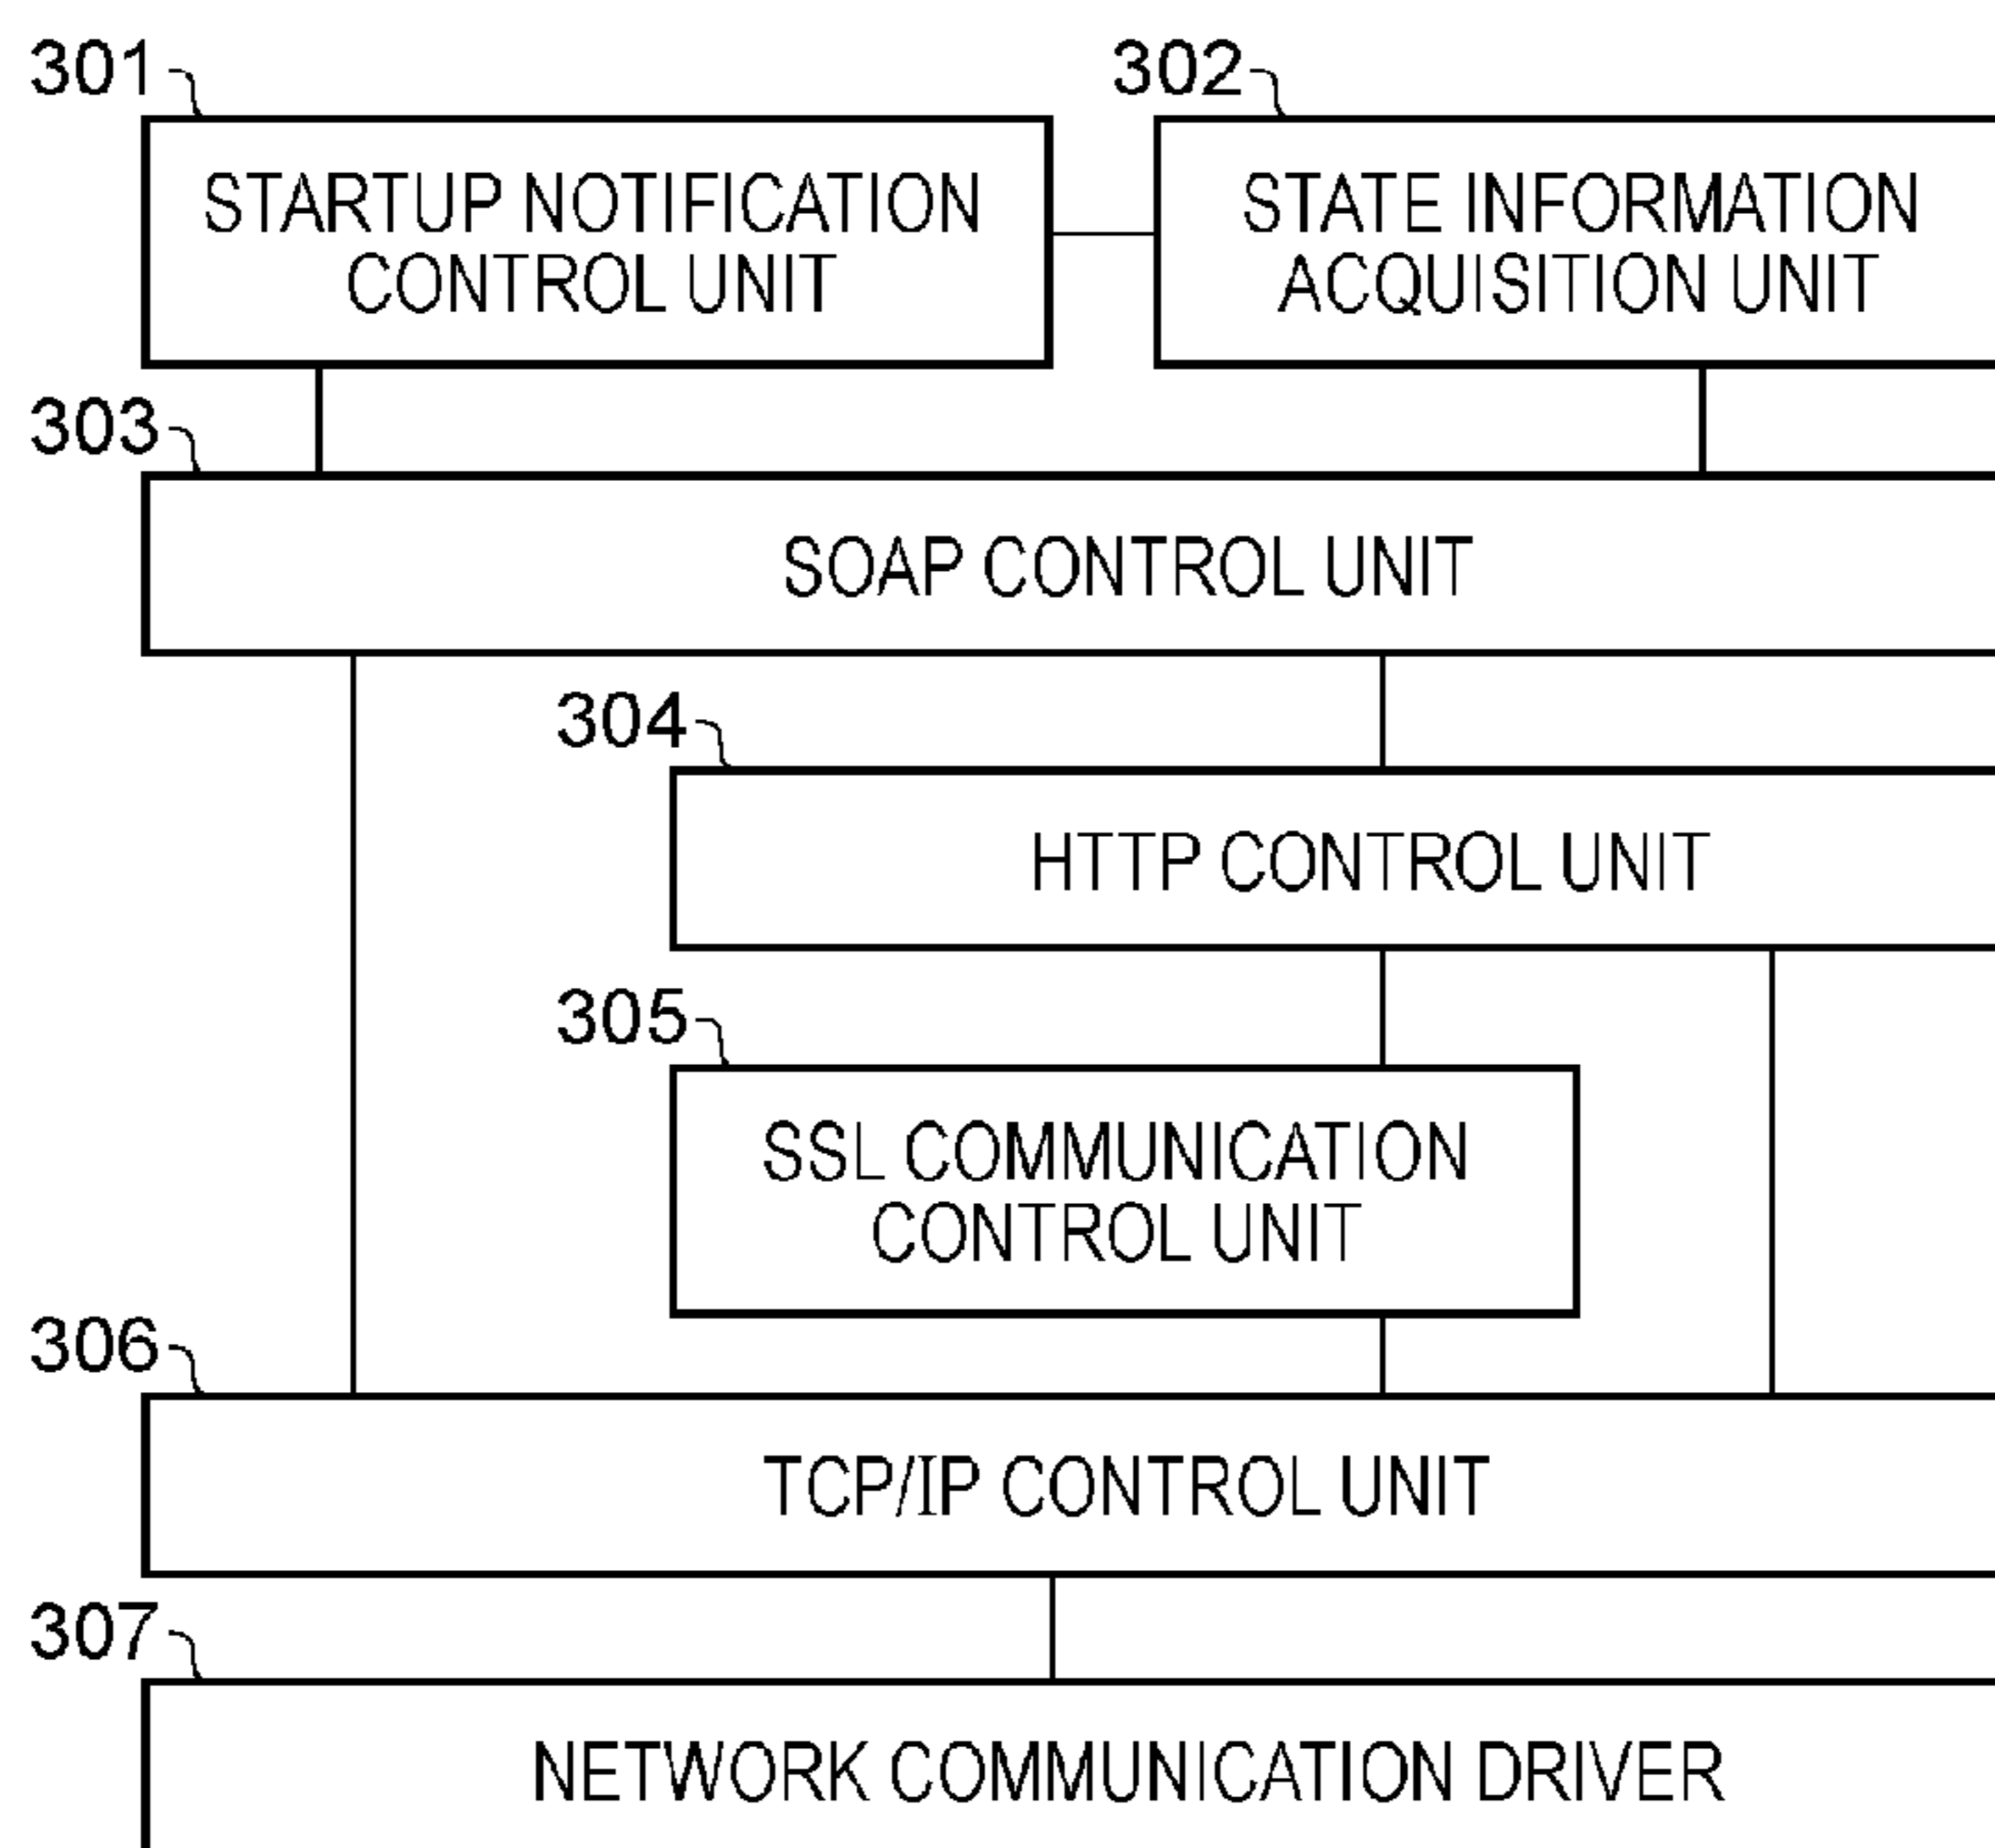 301
302
STARTUP NOTIFICATION
CONTROL UNIT
STATE INFORMATION
ACQUISITION UNIT
303
SOAP CONTROL UNIT
304
HTTP CONTROL UNIT
305
SSL COMMUNICATION
CONTROL UNIT
306
TCP/IP CONTROL UNIT
307
NETWORK COMMUNICATION DRIVER